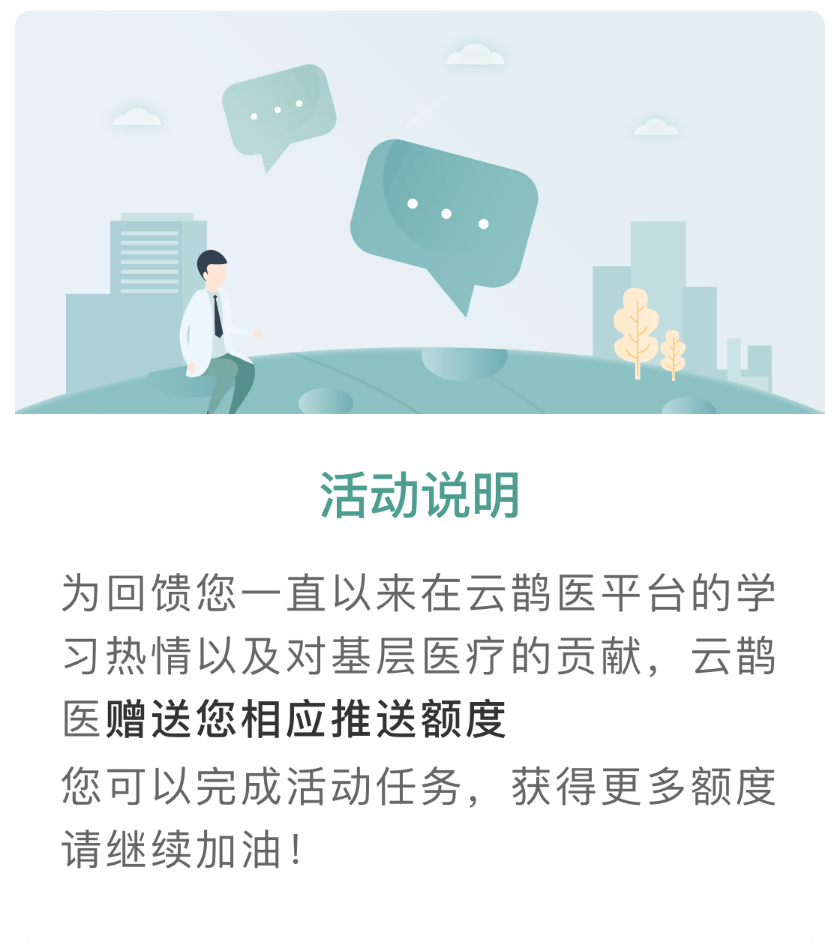 活动说明
为回馈您一直以来在云鹊医平台的学
习热情以及对基层医疗的贡献，云鹊
医赠送您相应推送额度
您可以完成活动任务，获得更多额度
请继续加油！